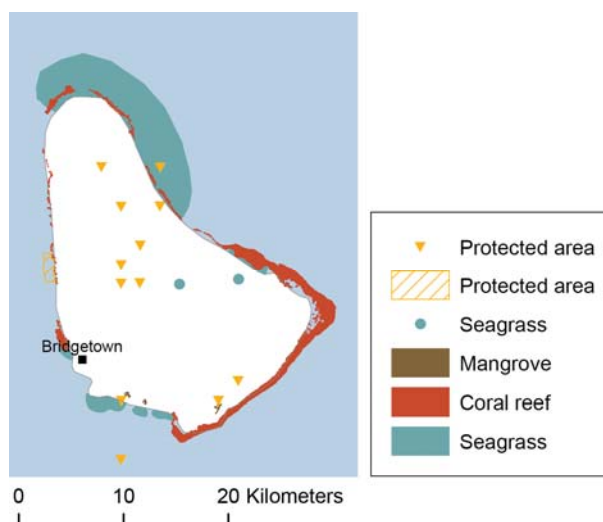 Bridgetown
Protected area
Protected area
Seagrass
Mangrove
Coral reef
Seagrass
0 10 20 Kilometers